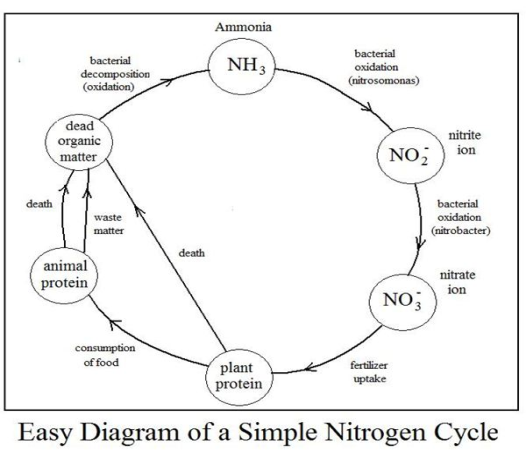 Ammonia
NH3
bacterial
decomposition
(oxidation)
bacterial
oxidation
(nitrosomonas)
dead
organic
matter
nitrite
ion
NO2-
death
waste
matter
bacterial
oxidation
(nitrobacter)
death
animal
protein
nitrate
ion
NO3-
consumption
of food
plant
protein
fertilizer
uptake
Easy Diagram of a Simple Nitrogen Cycle